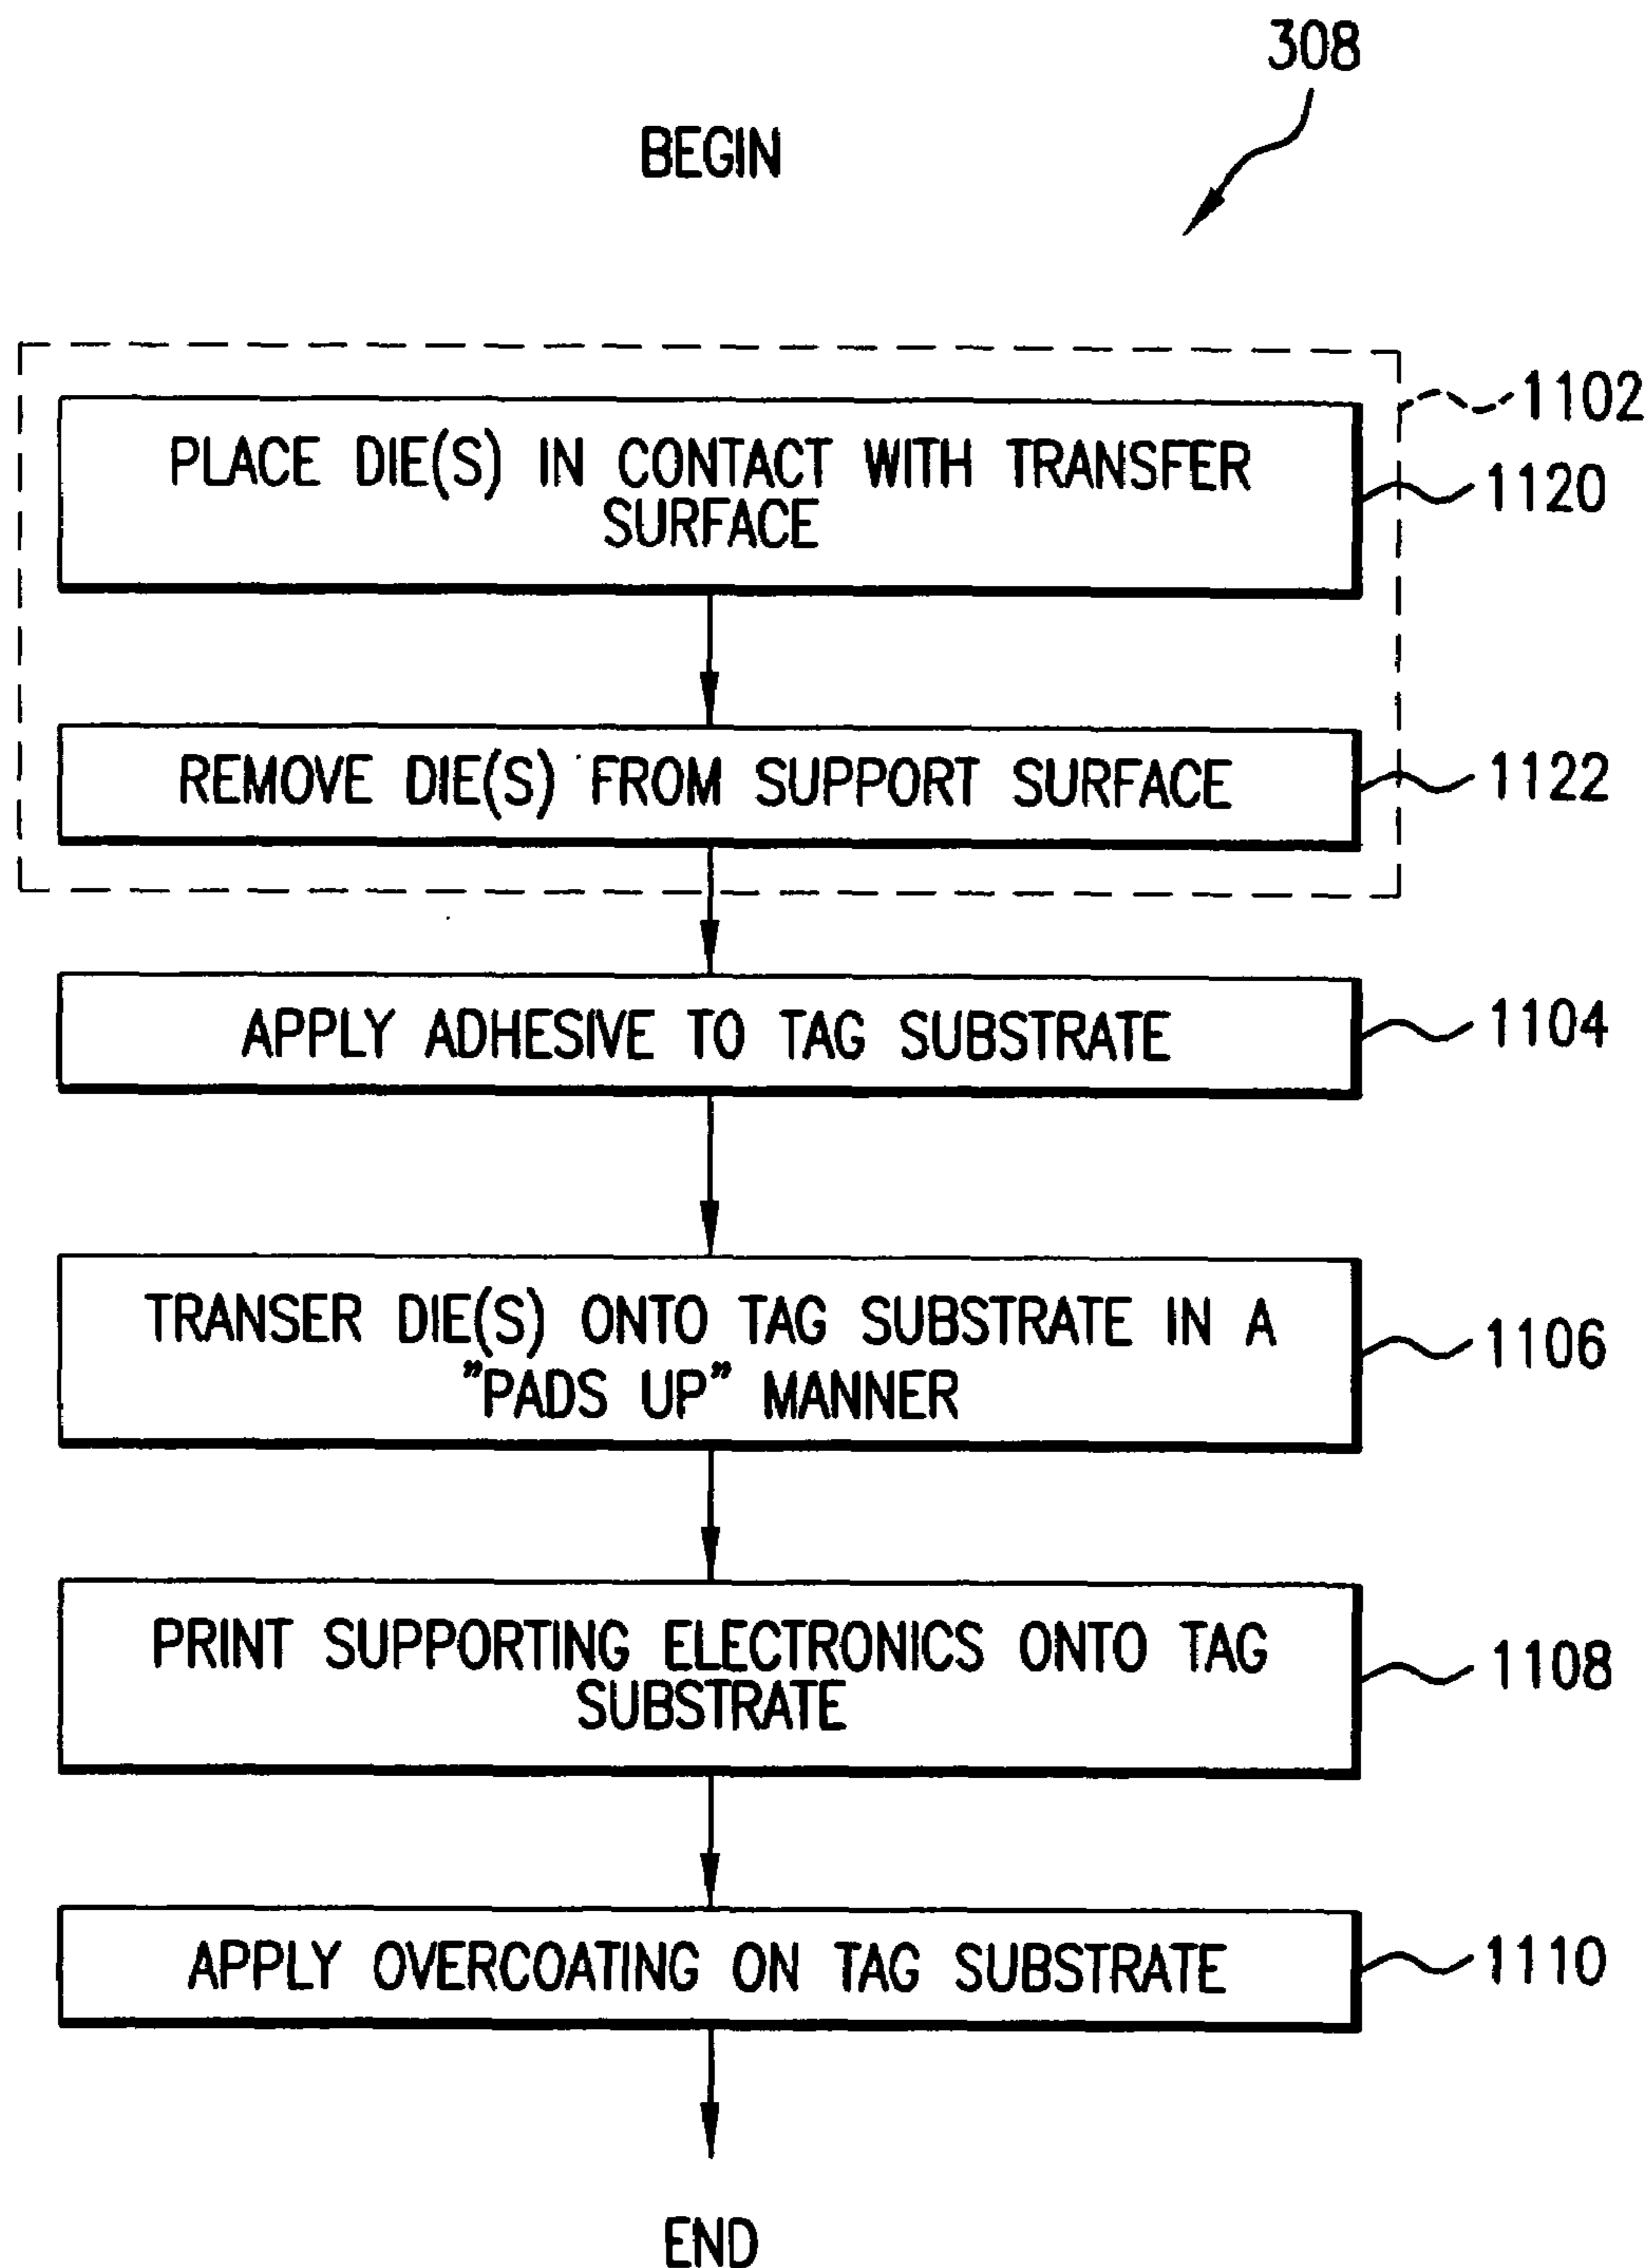 308
BEGIN
1102
PLACE DIE(S) IN CONTACT WITH TRANSFER
SURFACE
1120
REMOVE DIE(S) FROM SUPPORT SURFACE
1122
APPLY ADHESIVE TO TAG SUBSTRATE
1104
TRANSER DIE(S) ONTO TAG SUBSTRATE IN A
"PADS UP" MANNER
1106
PRINT SUPPORTING ELECTRONICS ONTO TAG
SUBSTRATE
1108
APPLY OVERCOATING ON TAG SUBSTRATE
1110
END